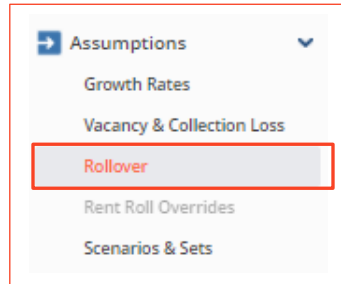 Assumptions
Growth Rates
Vacancy & Collection Loss
Rollover
Rent Roll Overrides
Scenarios & Sets